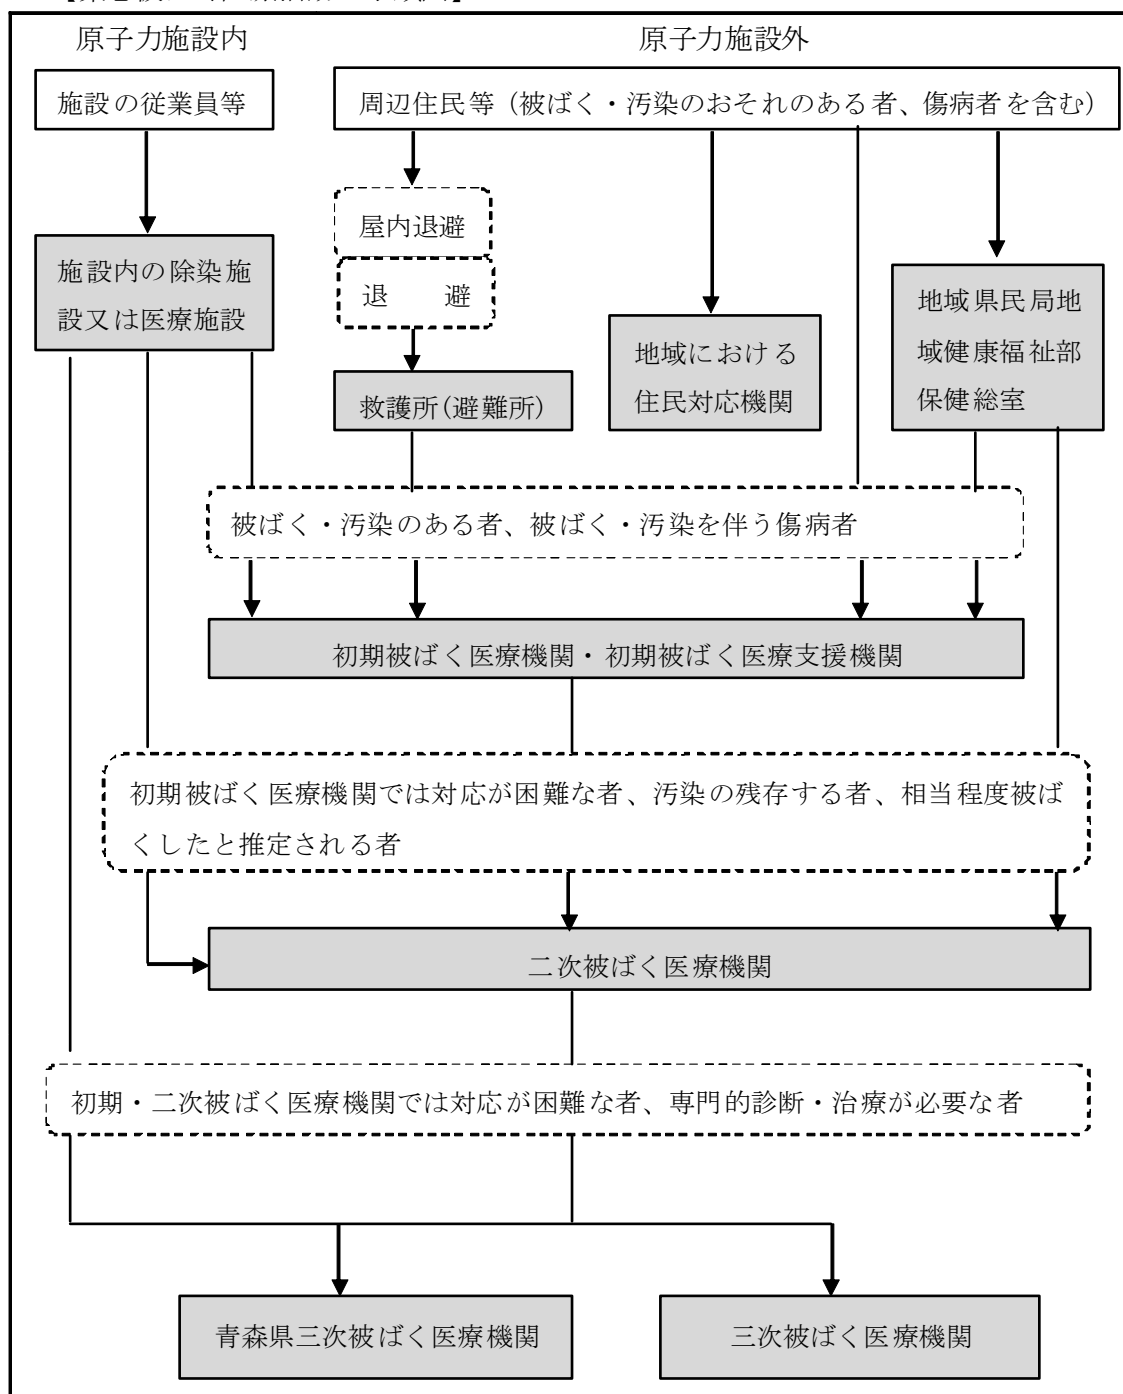 原子力施設内
原子力施設外
施設の従業員等
周辺住民等（被ばく・汚染のおそれのある者、傷病者を含む）
屋内退避
施設内の除染施
設又は医療施設
退　　避
地域県民局地
域健康福祉部
保健総室
地域における
住民対応機関
救護所(避難所)
被ばく・汚染のある者、被ばく・汚染を伴う傷病者
初期被ばく医療機関・初期被ばく医療支援機関
初期被ばく医療機関では対応が困難な者、汚染の残存する者、相当程度被ば
くしたと推定される者
二次被ばく医療機関
初期・二次被ばく医療機関では対応が困難な者、専門的診断・治療が必要な者
青森県三次被ばく医療機関
三次被ばく医療機関